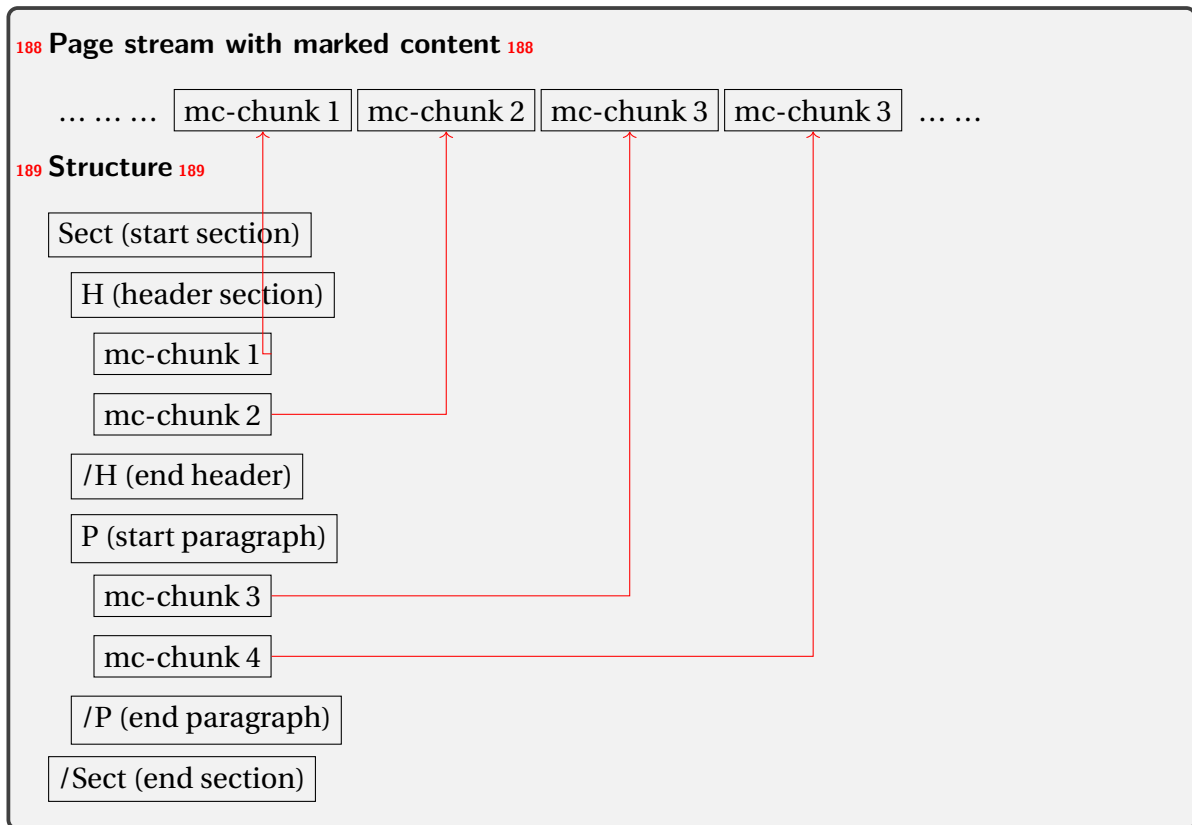 188 Page stream with marked content 188
... ... ... mc-chunk 1 mc-chunk 2 mc-chunk 3 mc-chunk 3 ... ...
189 Structure 189
Sect (start section)
H (header section)
mc-chunk 1
mc-chunk 2
/H (end header)
P (start paragraph)
mc-chunk 3
mc-chunk 4
/P (end paragraph)
/Sect (end section)